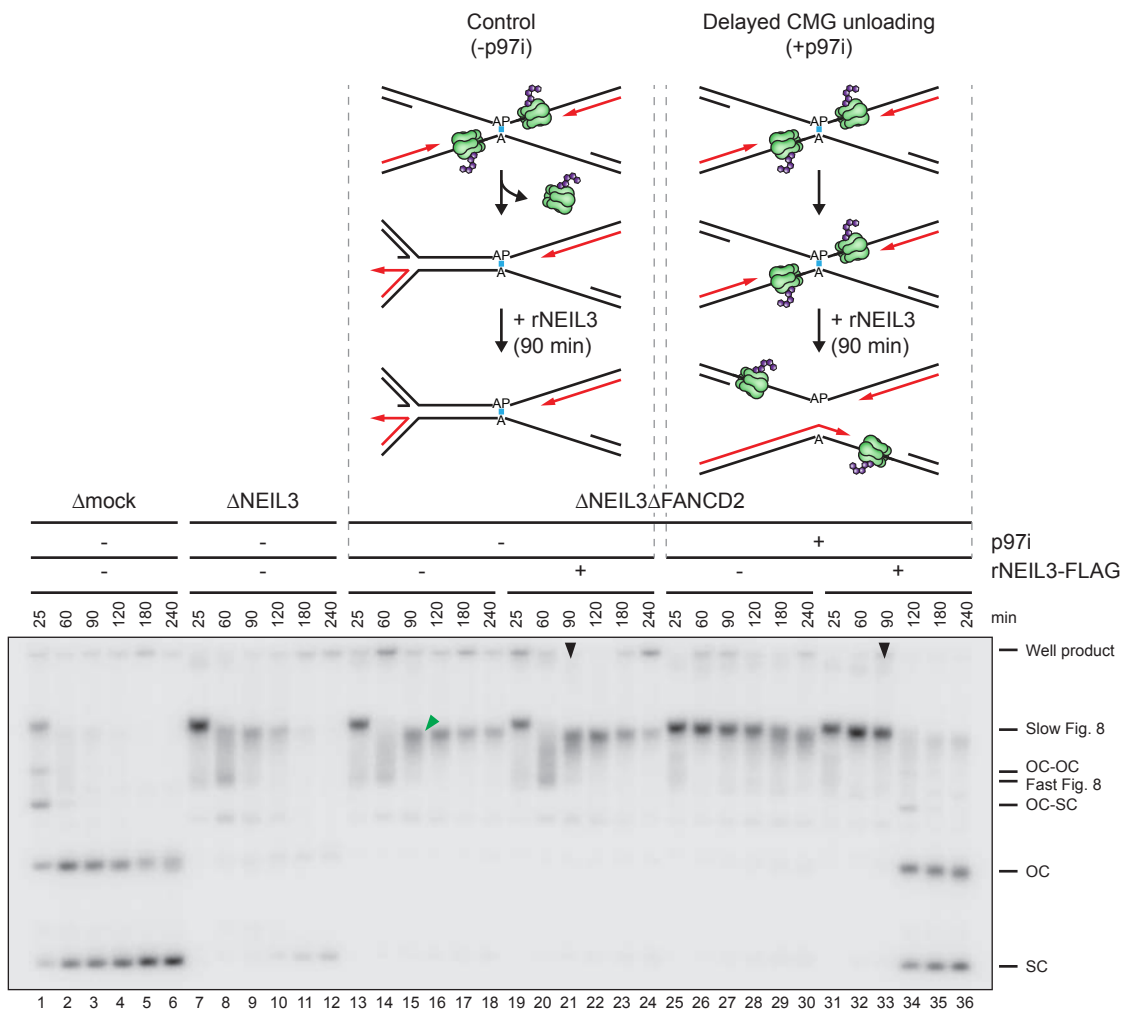 Control Delayed CMG unloading
(-p97i) (+p97i)
AP AP
A A
AP AP
A A
+ rNEIL3 + rNEIL3
(90 min) (90 min)
AP AP
A A
Δmock ΔNEIL3 ΔNEIL3ΔFANCD2
- - - + p97i
- - - + - + rNEIL3-FLAG
25 60 90 120 180 240 25 60 90 120 180 240 25 60 90 120 180 240 25 60 90 120 180 240 25 60 90 120 180 240 25 60 90 120 180 240 min
Well product
Slow Fig. 8
OC-OC
Fast Fig. 8
OC-SC
OC
SC
1 2 3 4 5 6 7 8 9 10 11 12 13 14 15 16 17 18 19 20 21 22 23 24 25 26 27 28 29 30 31 32 33 34 35 36